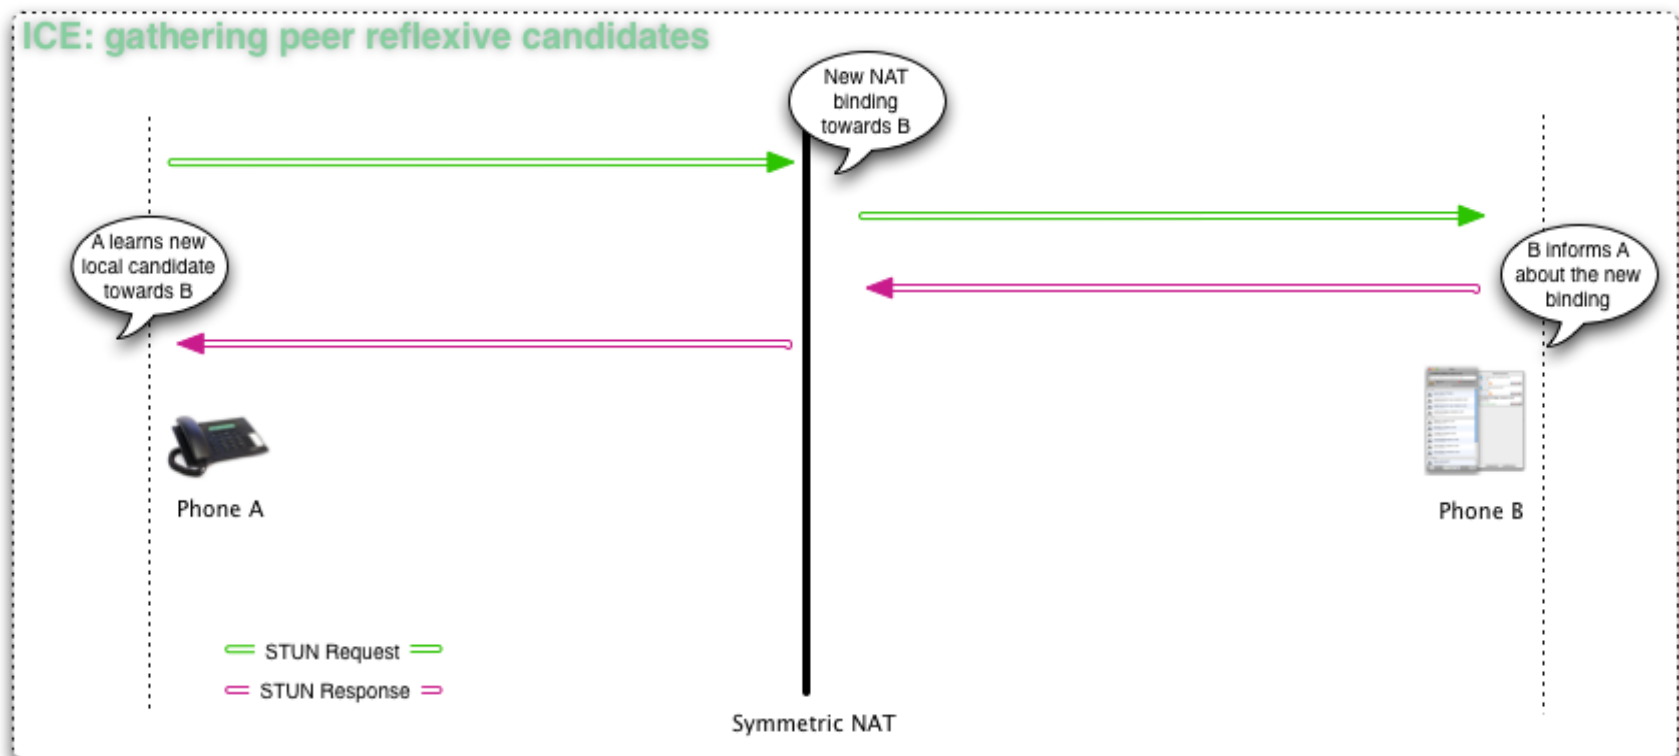 ICE: gathering peer reflexive candidates
New NAT
binding
towards B
A learns new
local candidate
towards B
B informs A
about the new
binding
Phone A
Phone B
STUN Request
STUN Response
Symmetric NAT